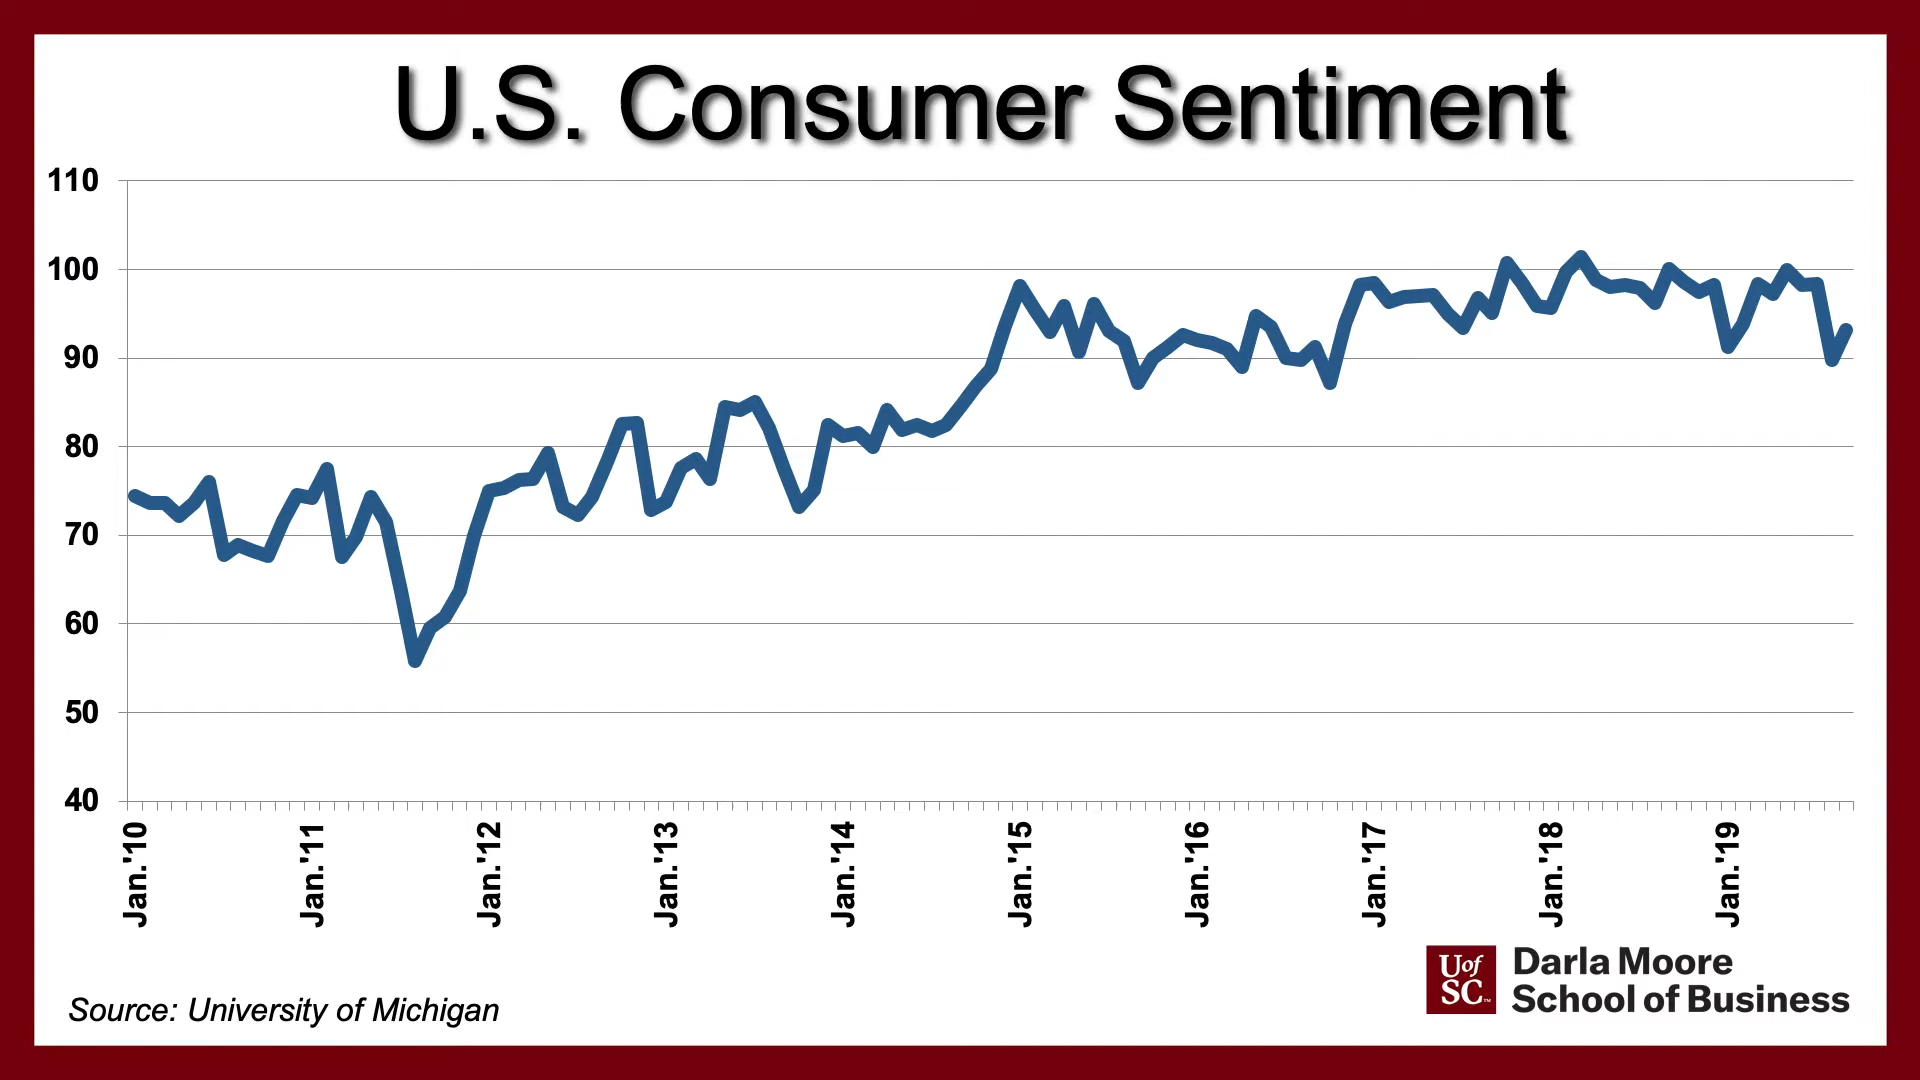 U.S. Consumer Sentiment
110
100
90
80
70
60
50
40
Jan.'10
Jan.'11
Jan.'12
Jan.'13
Jan.'14
Jan.'15
Jan.'16
Jan.'17
Jan.'18
Jan.'19
Source: University of Michigan
Uof
SC™
Darla Moore
School of Business